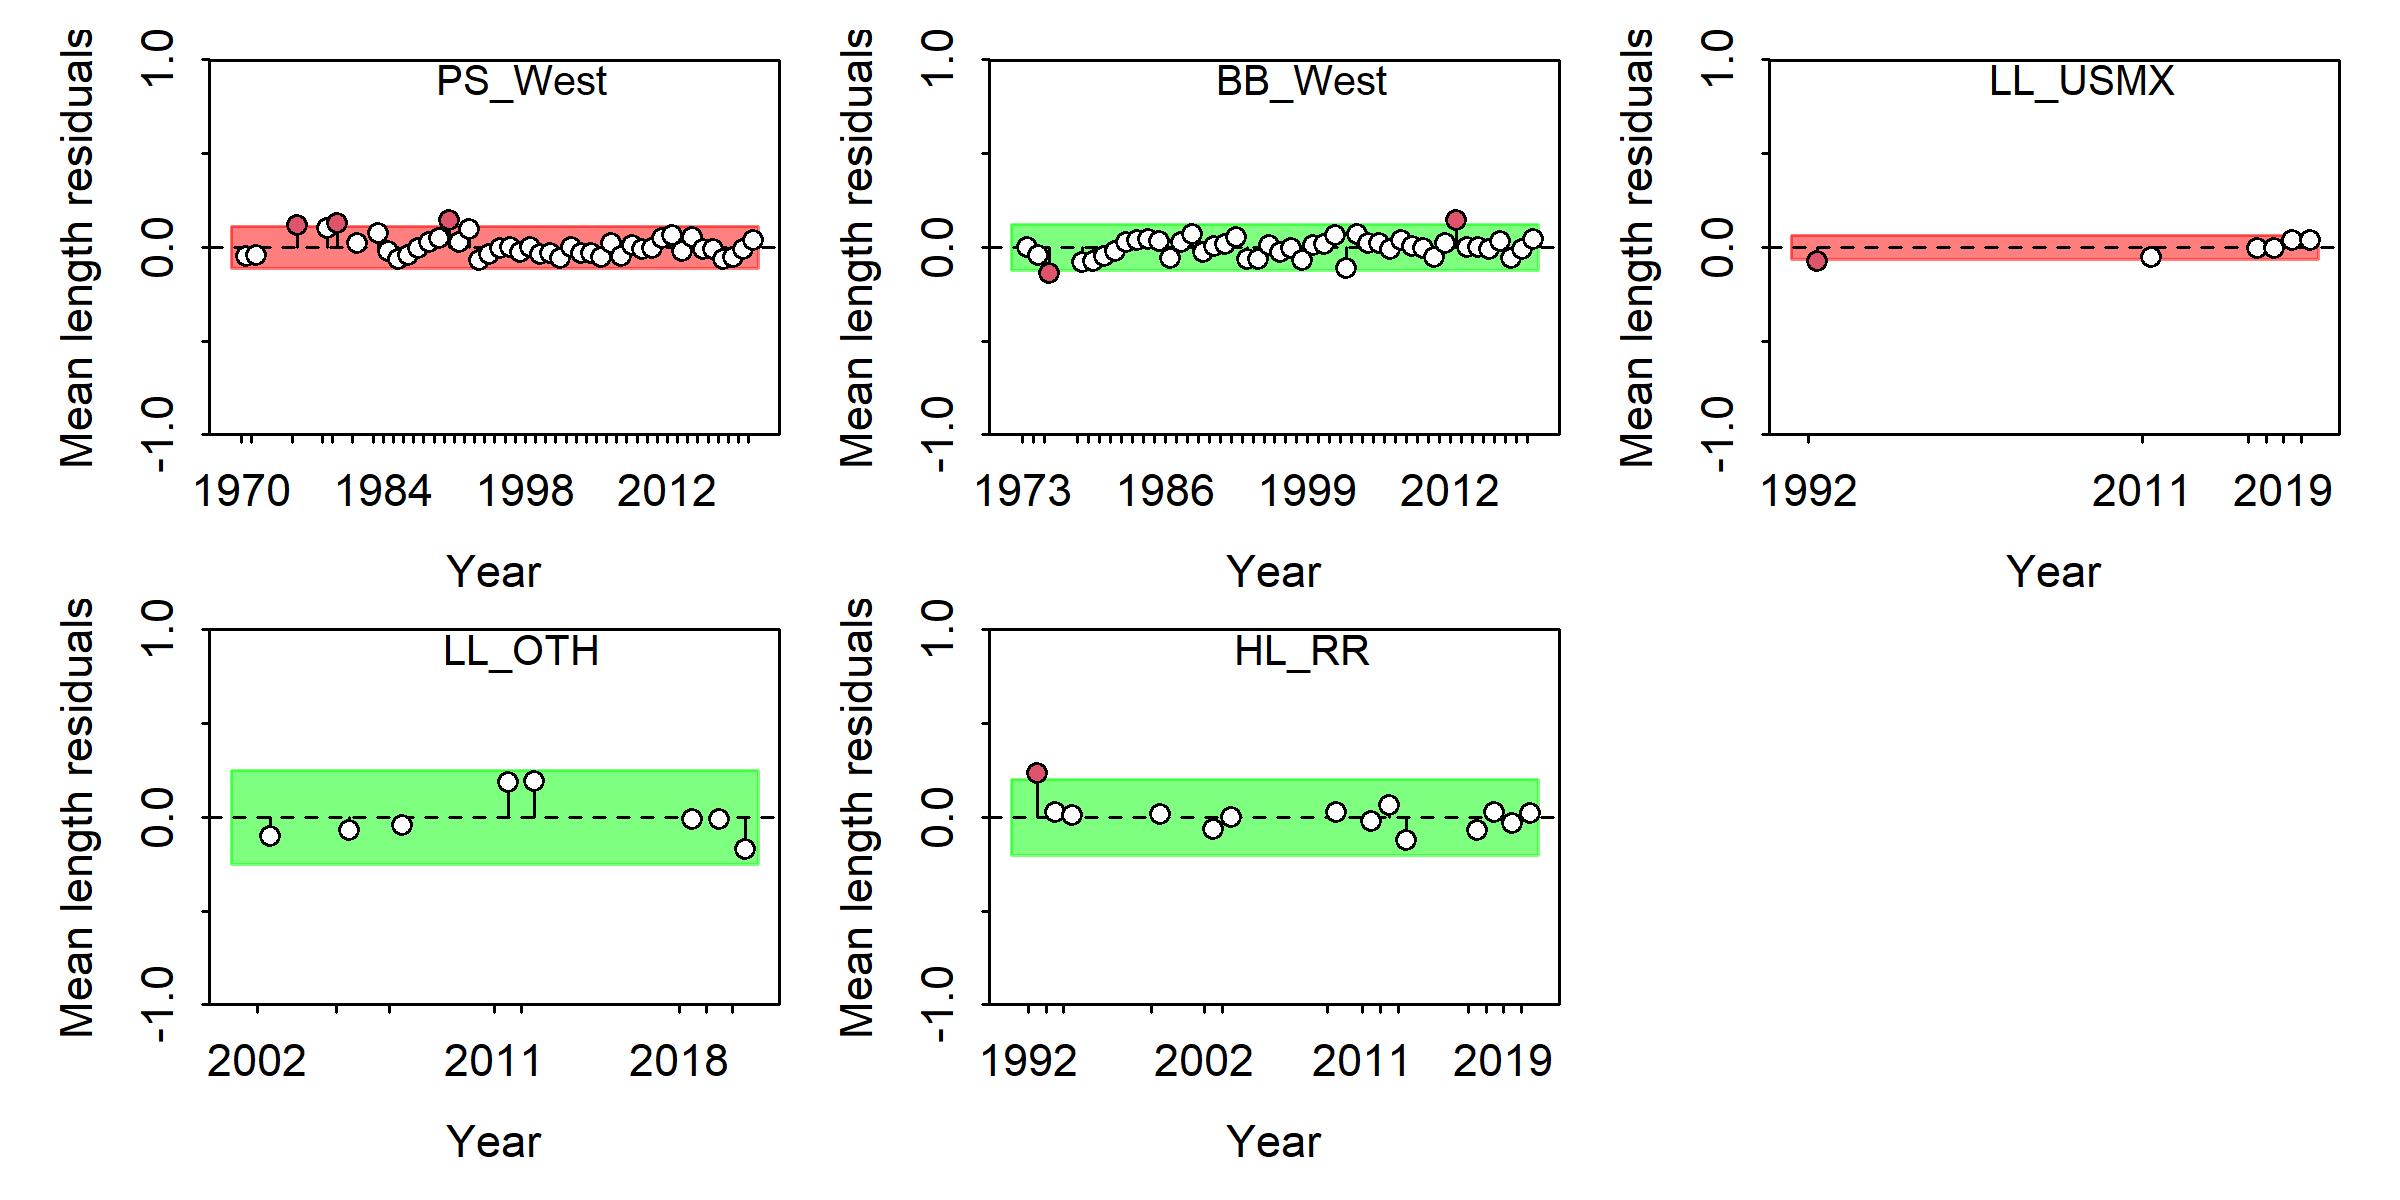 PS_West
Mean length residuals
1.0
0.0
-1.0
1970 1984 1998 2012
Year
BB_West
Mean length residuals
1.0
0.0
-1.0
1973 1986 1999 2012
Year
LL_USMX
Mean length residuals
1.0
0.0
-1.0
1992 2011 2019
Year
LL_OTH
Mean length residuals
1.0
0.0
-1.0
2002 2011 2018
Year
HL_RR
Mean length residuals
1.0
0.0
-1.0
1992 2002 2011 2019
Year